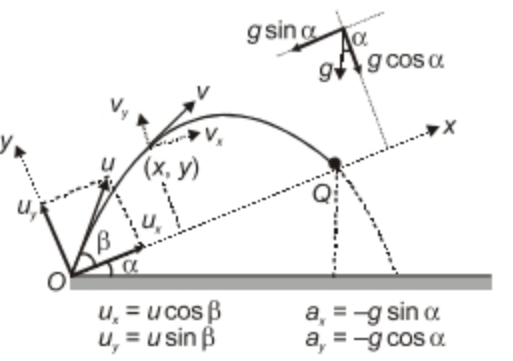 g sin α
α
g
g cos α
v
v_y
v_x
x
y
u
(x, y)
u_y
u_x
Q
β
α
O
u_x = u cos β
a_x = –g sin α
u_y = u sin β
a_y = –g cos α